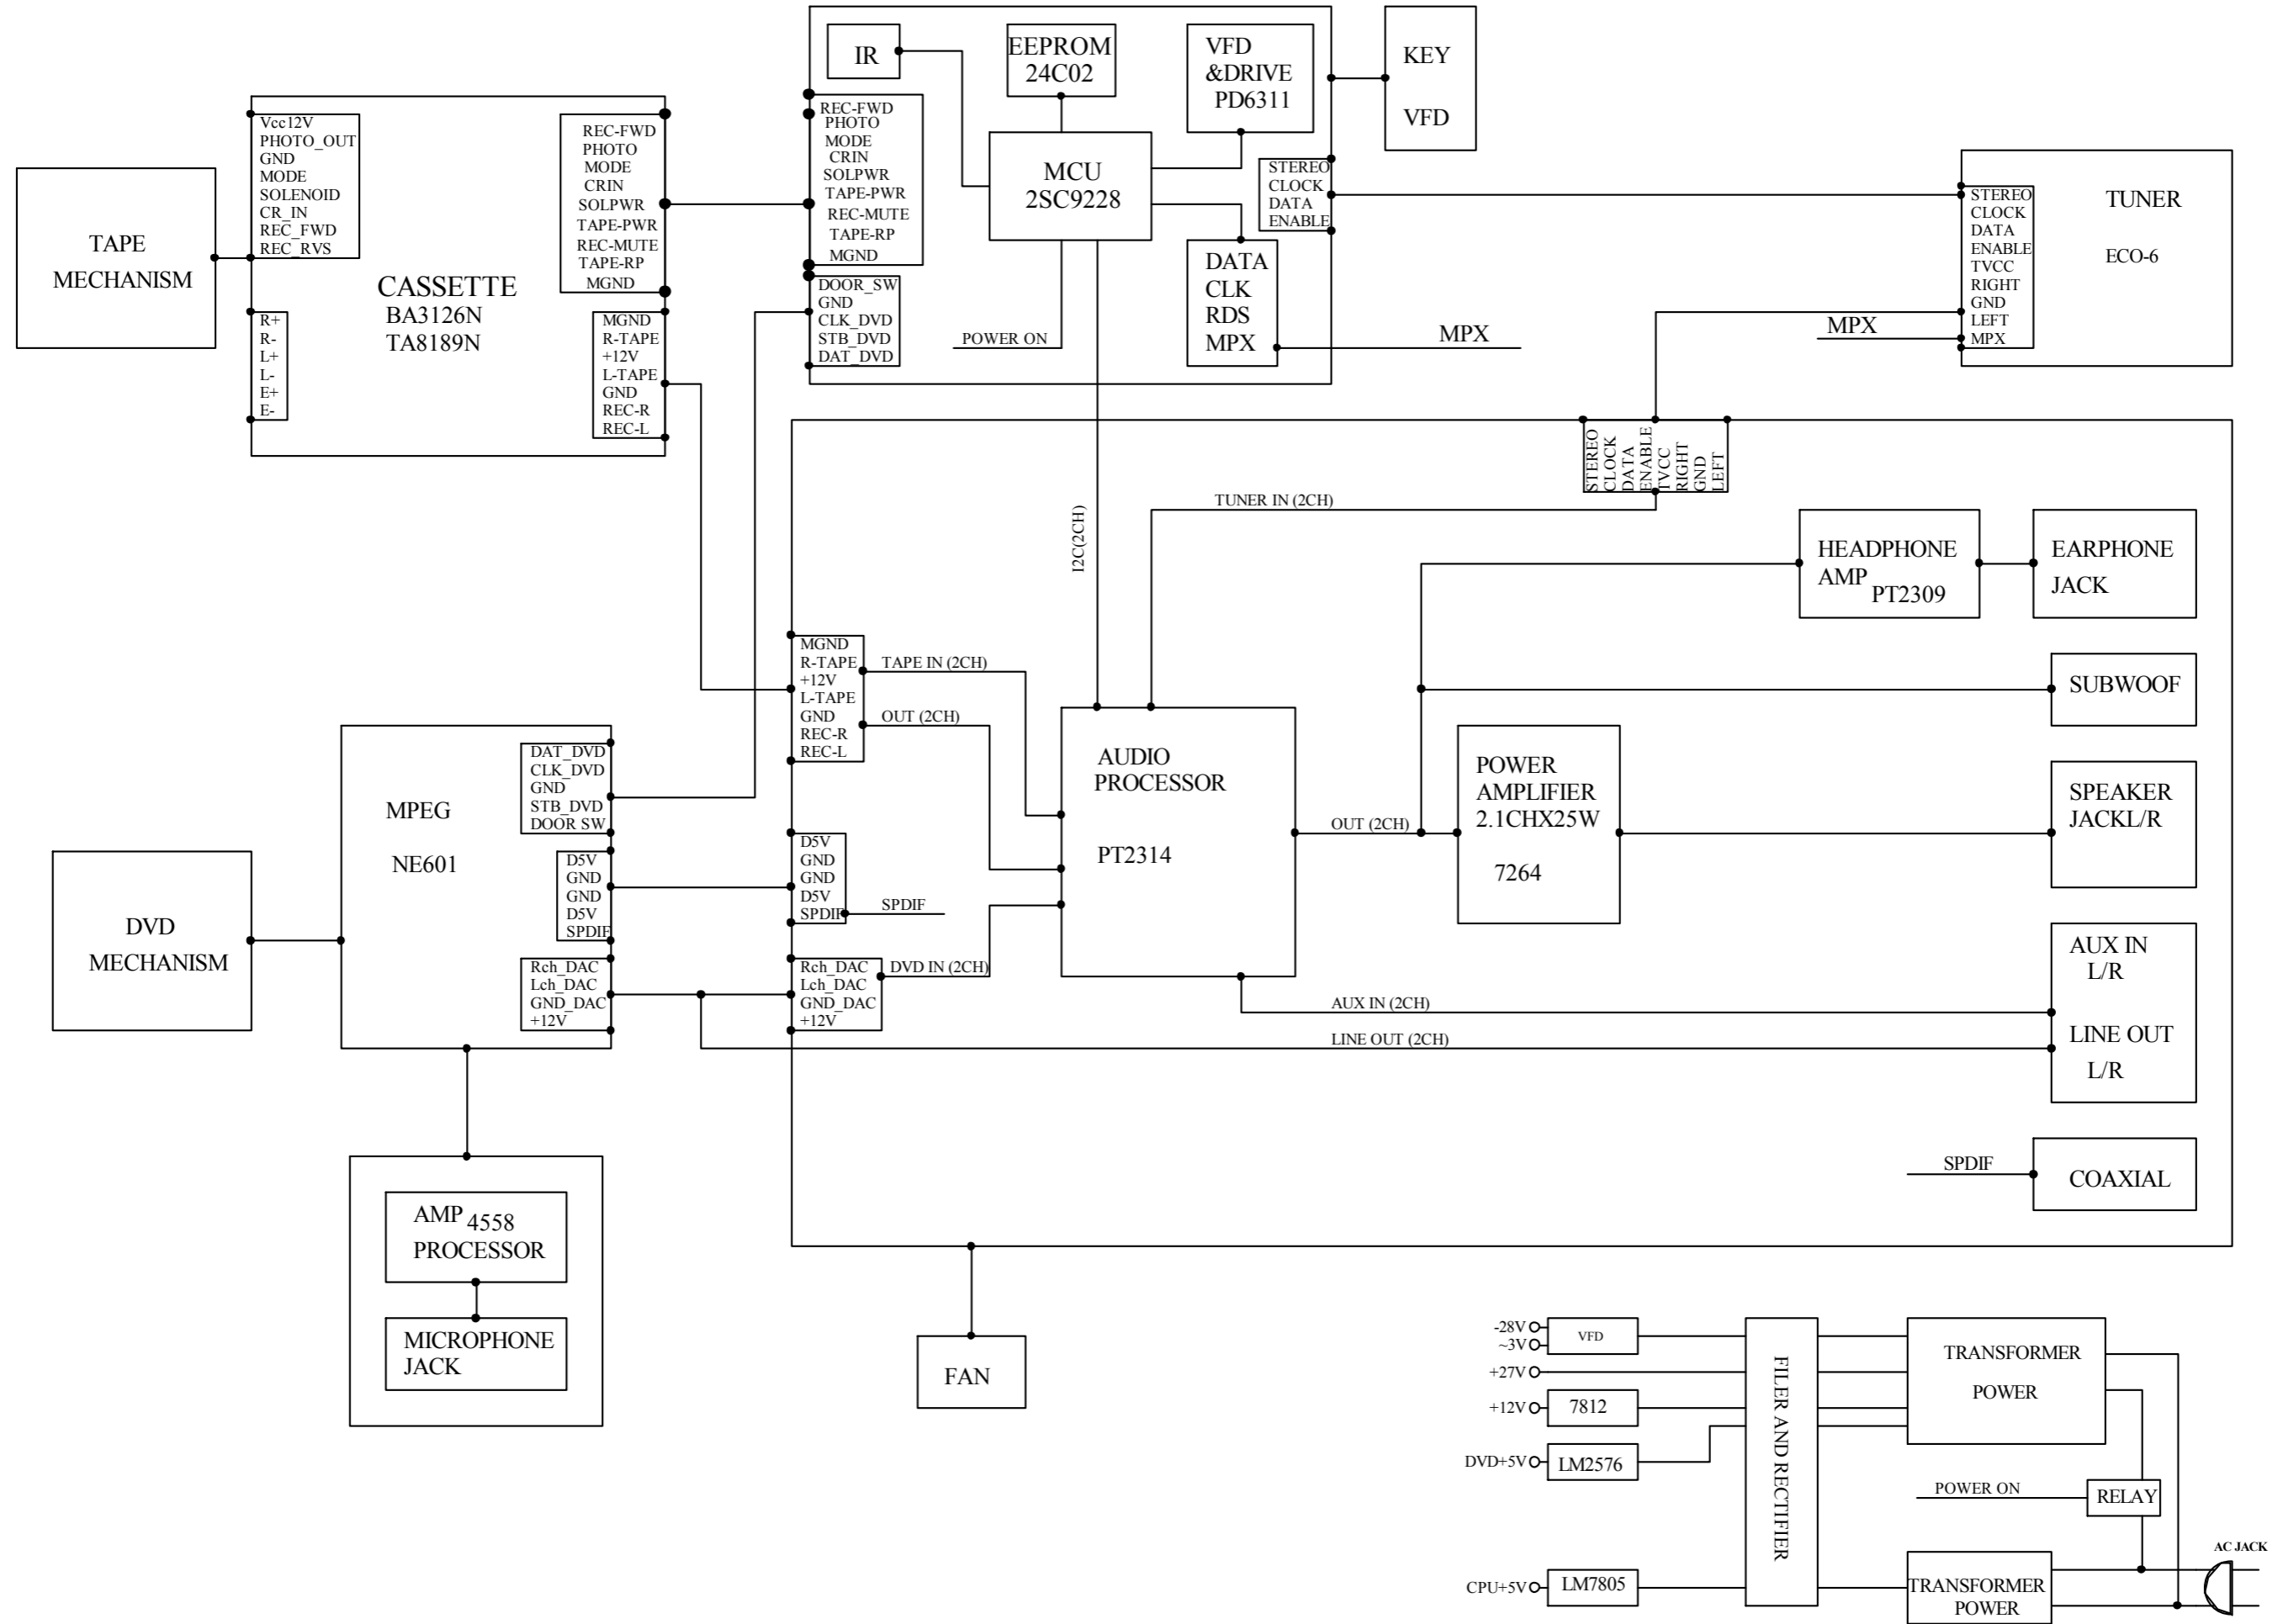 IR
EEPROM
24C02
VFD
&DRIVE
PD6311
KEY
VFD
MCU
2SC9228
REC-FWD
PHOTO
MODE
CRIN
SOLPWR
TAPE-PWR
REC-MUTE
TAPE-RP
MGND
DOOR_SW
GND
CLK_DVD
STB_DVD
DAT_DVD
STEREO
CLOCK
DATA
ENABLE
DATA
CLK
RDS
MPX
POWER ON
MPX
TAPE
MECHANISM
Vcc12V
PHOTO_OUT
GND
MODE
SOLENOID
CR_IN
REC_FWD
REC_RVS
R+
R-
L+
L-
E+
E-
CASSETTE
BA3126N
TA8189N
REC-FWD
PHOTO
MODE
CRIN
SOLPWR
TAPE-PWR
REC-MUTE
TAPE-RP
MGND
MGND
R-TAPE
+12V
L-TAPE
GND
REC-R
REC-L
STEREO
CLOCK
DATA
ENABLE
TVCC
RIGHT
GND
LEFT
MPX
TUNER
ECO-6
MPX
STEREO
CLOCK
DATA
ENABLE
TVCC
RIGHT
GND
LEFT
TUNER IN (2CH)
I2C(2CH)
HEADPHONE
AMP PT2309
EARPHONE
JACK
MGND
R-TAPE
+12V
L-TAPE
GND
REC-R
REC-L
TAPE IN (2CH)
OUT (2CH)
SUBWOOF
AUDIO
PROCESSOR
PT2314
OUT (2CH)
POWER
AMPLIFIER
2.1CHX25W
7264
SPEAKER
JACKL/R
DVD
MECHANISM
MPEG
NE601
DAT_DVD
CLK_DVD
GND
STB_DVD
DOOR SW
D5V
GND
GND
D5V
SPDIF
Rch_DAC
Lch_DAC
GND_DAC
+12V
D5V
GND
GND
D5V
SPDIF
SPDIF
Rch_DAC
Lch_DAC
GND_DAC
+12V
DVD IN (2CH)
AUX IN (2CH)
LINE OUT (2CH)
AUX IN
L/R
LINE OUT
L/R
SPDIF
COAXIAL
AMP 4558
PROCESSOR
MICROPHONE
JACK
FAN
-28V
~3V
VFD
+27V
+12V
7812
DVD+5V
LM2576
CPU+5V
LM7805
FILER AND RECTIFIER
TRANSFORMER
POWER
POWER ON
RELAY
TRANSFORMER
POWER
AC JACK